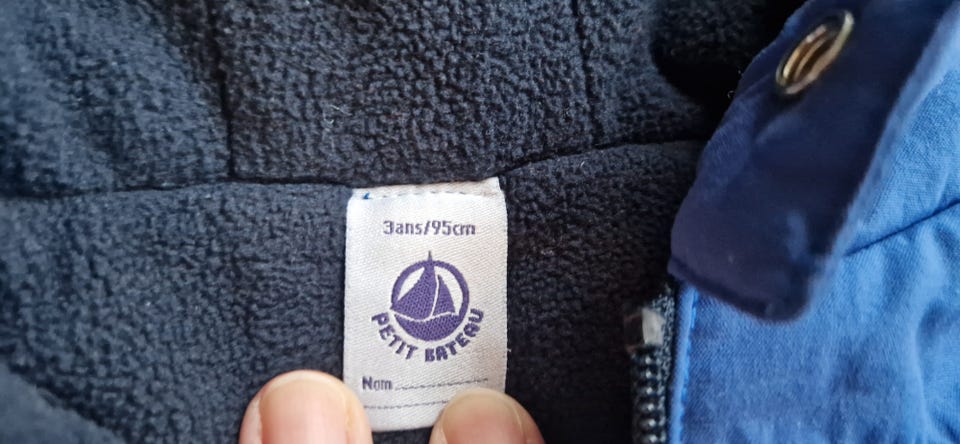 3ans/95cm
PETIT BATEAU
Nom